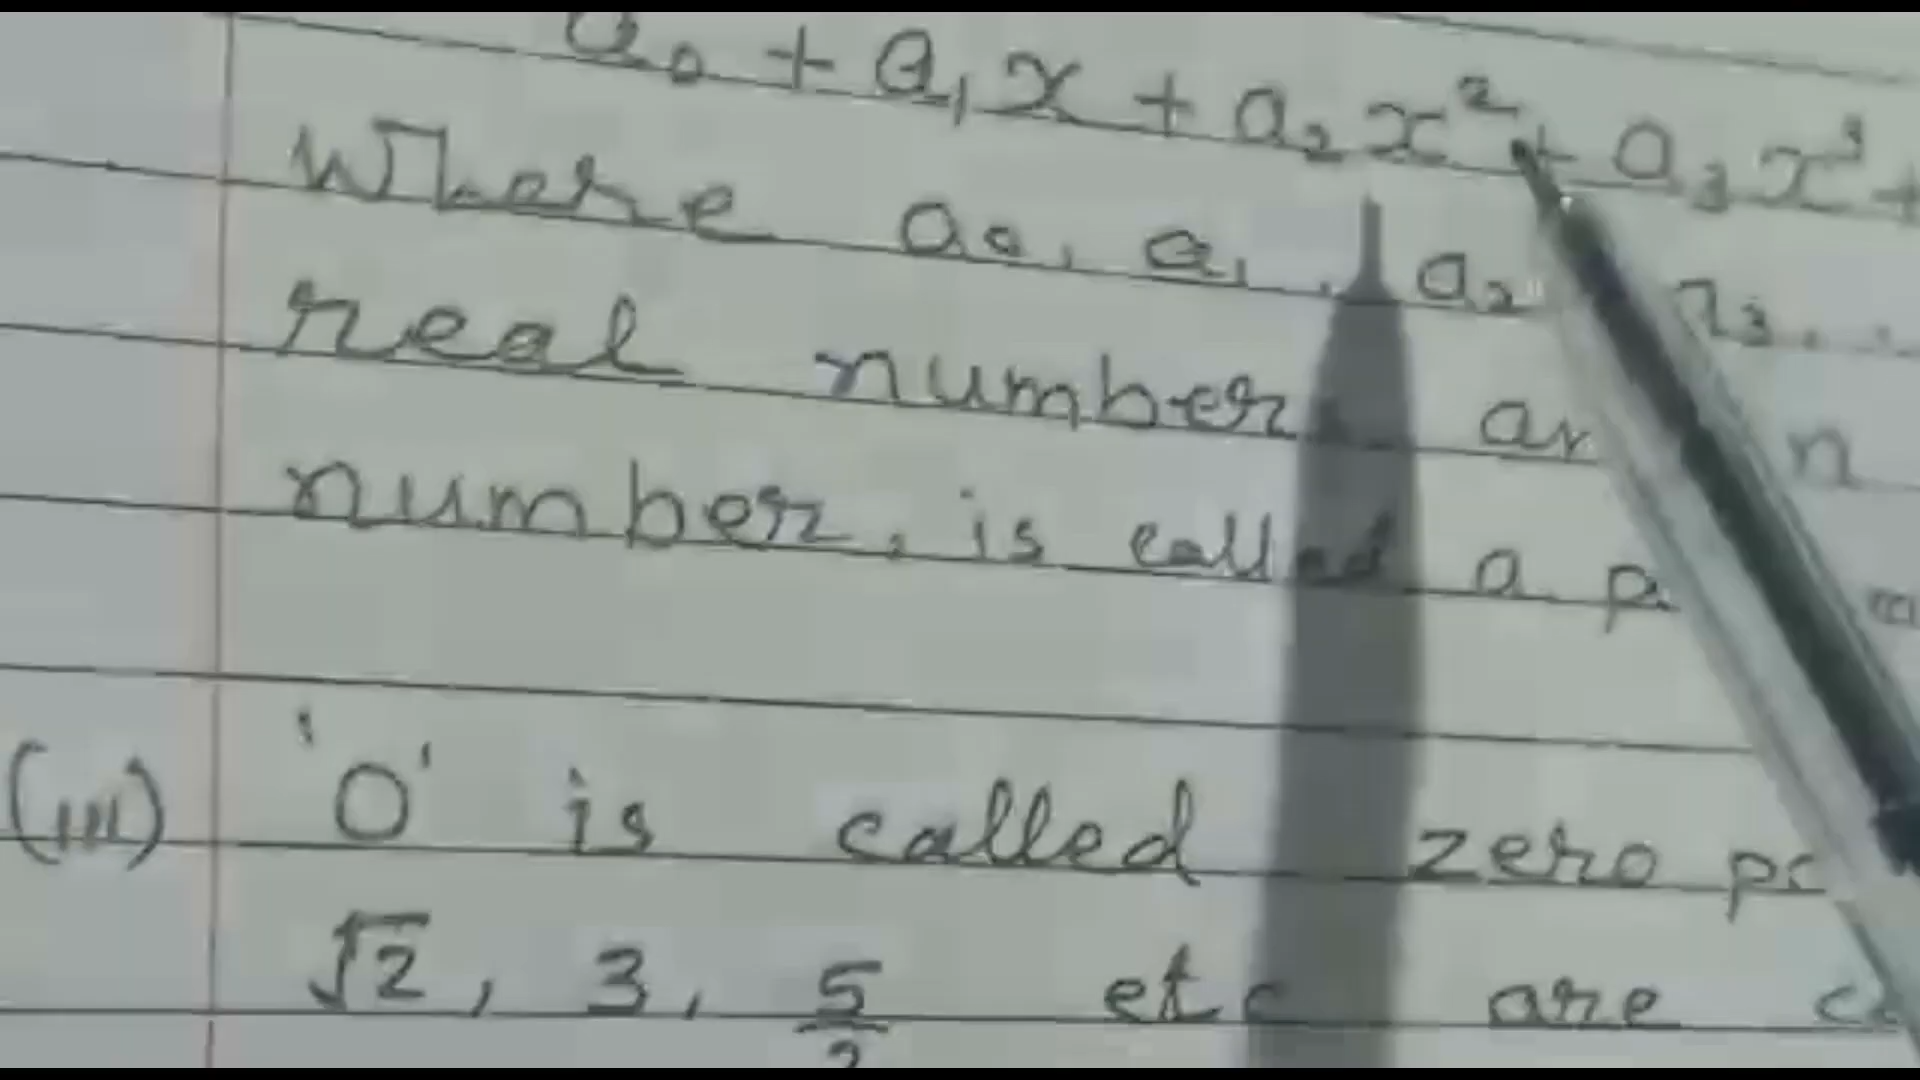 a₀ + a₁x + a₂x² + a₃x³ +
Where a₀, a₁, a₂ a₃...
real number n
number, is called a
(iii) '0' is called zero
√2, 3, 5/2 etc are